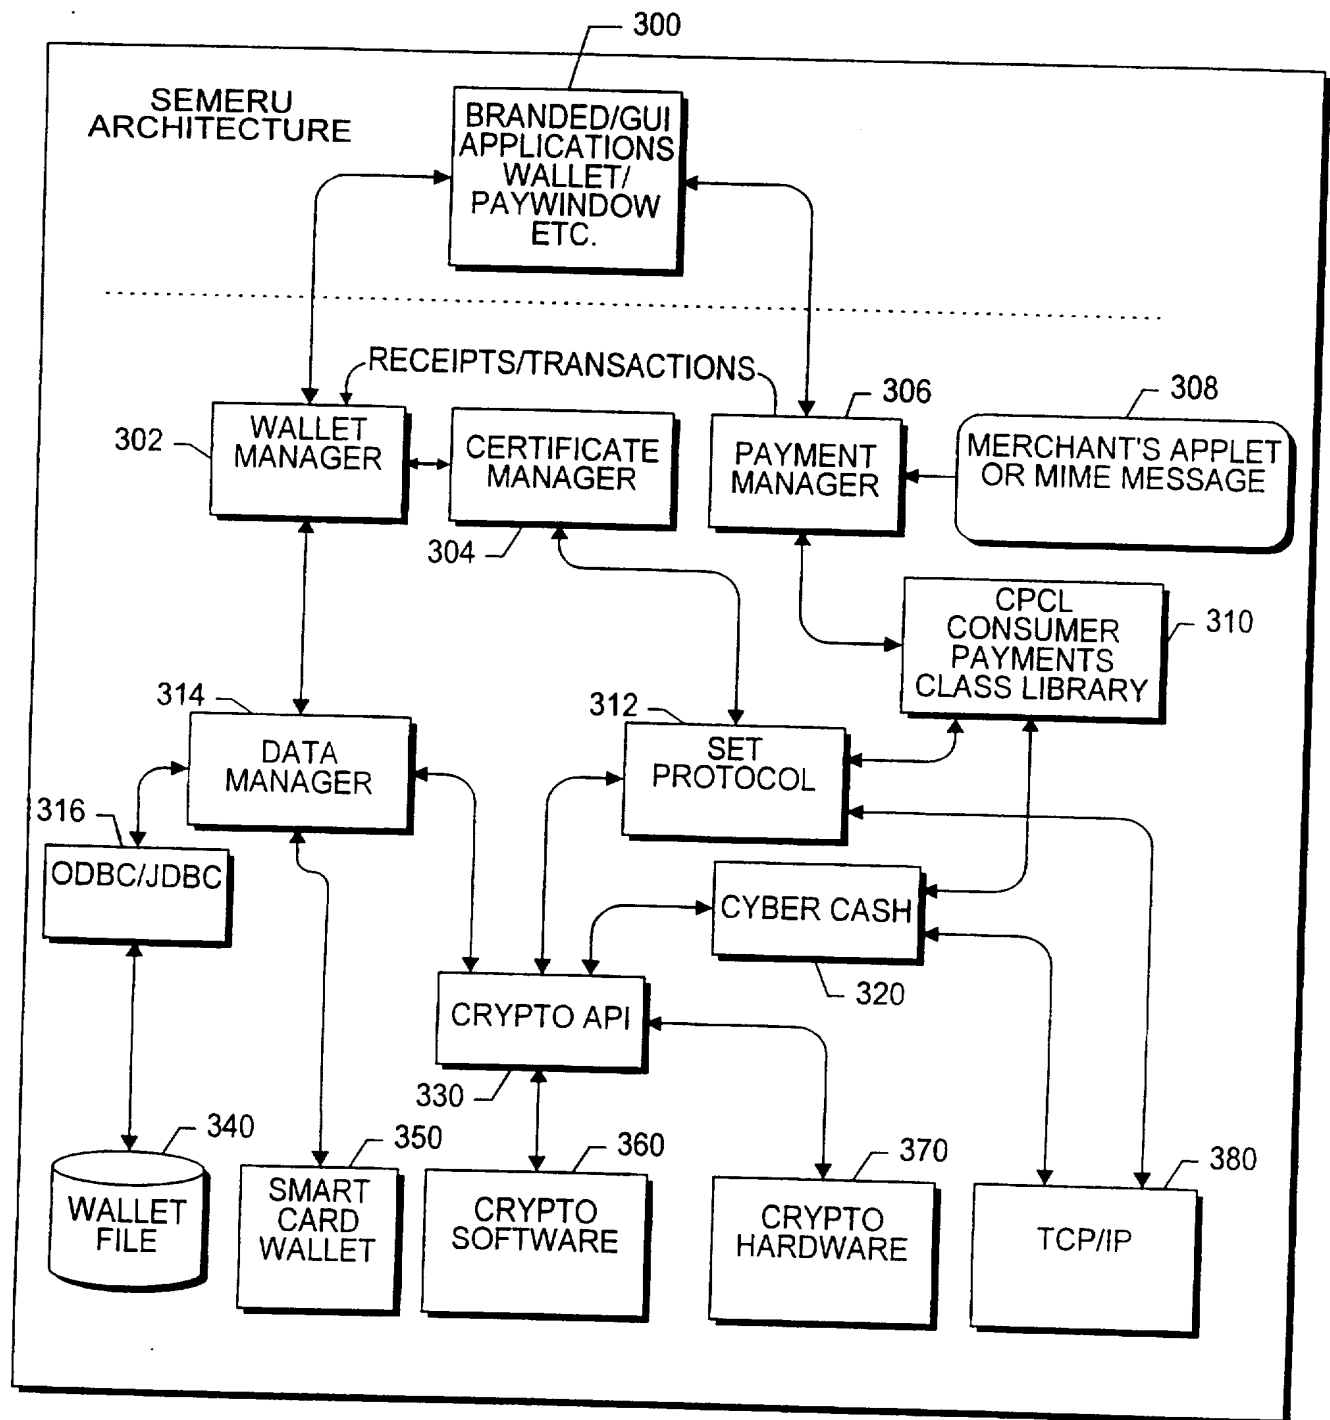 300
SEMERU
ARCHITECTURE
BRANDED/GUI
APPLICATIONS
WALLET/
PAYWINDOW
ETC.
RECEIPTS/TRANSACTIONS
302
WALLET
MANAGER
CERTIFICATE
MANAGER
304
306
PAYMENT
MANAGER
308
MERCHANT'S APPLET
OR MIME MESSAGE
CPCL
CONSUMER
PAYMENTS
CLASS LIBRARY
310
314
DATA
MANAGER
312
SET
PROTOCOL
316
ODBC/JDBC
CYBER CASH
320
CRYPTO API
330
340
WALLET
FILE
350
SMART
CARD
WALLET
360
CRYPTO
SOFTWARE
370
CRYPTO
HARDWARE
380
TCP/IP